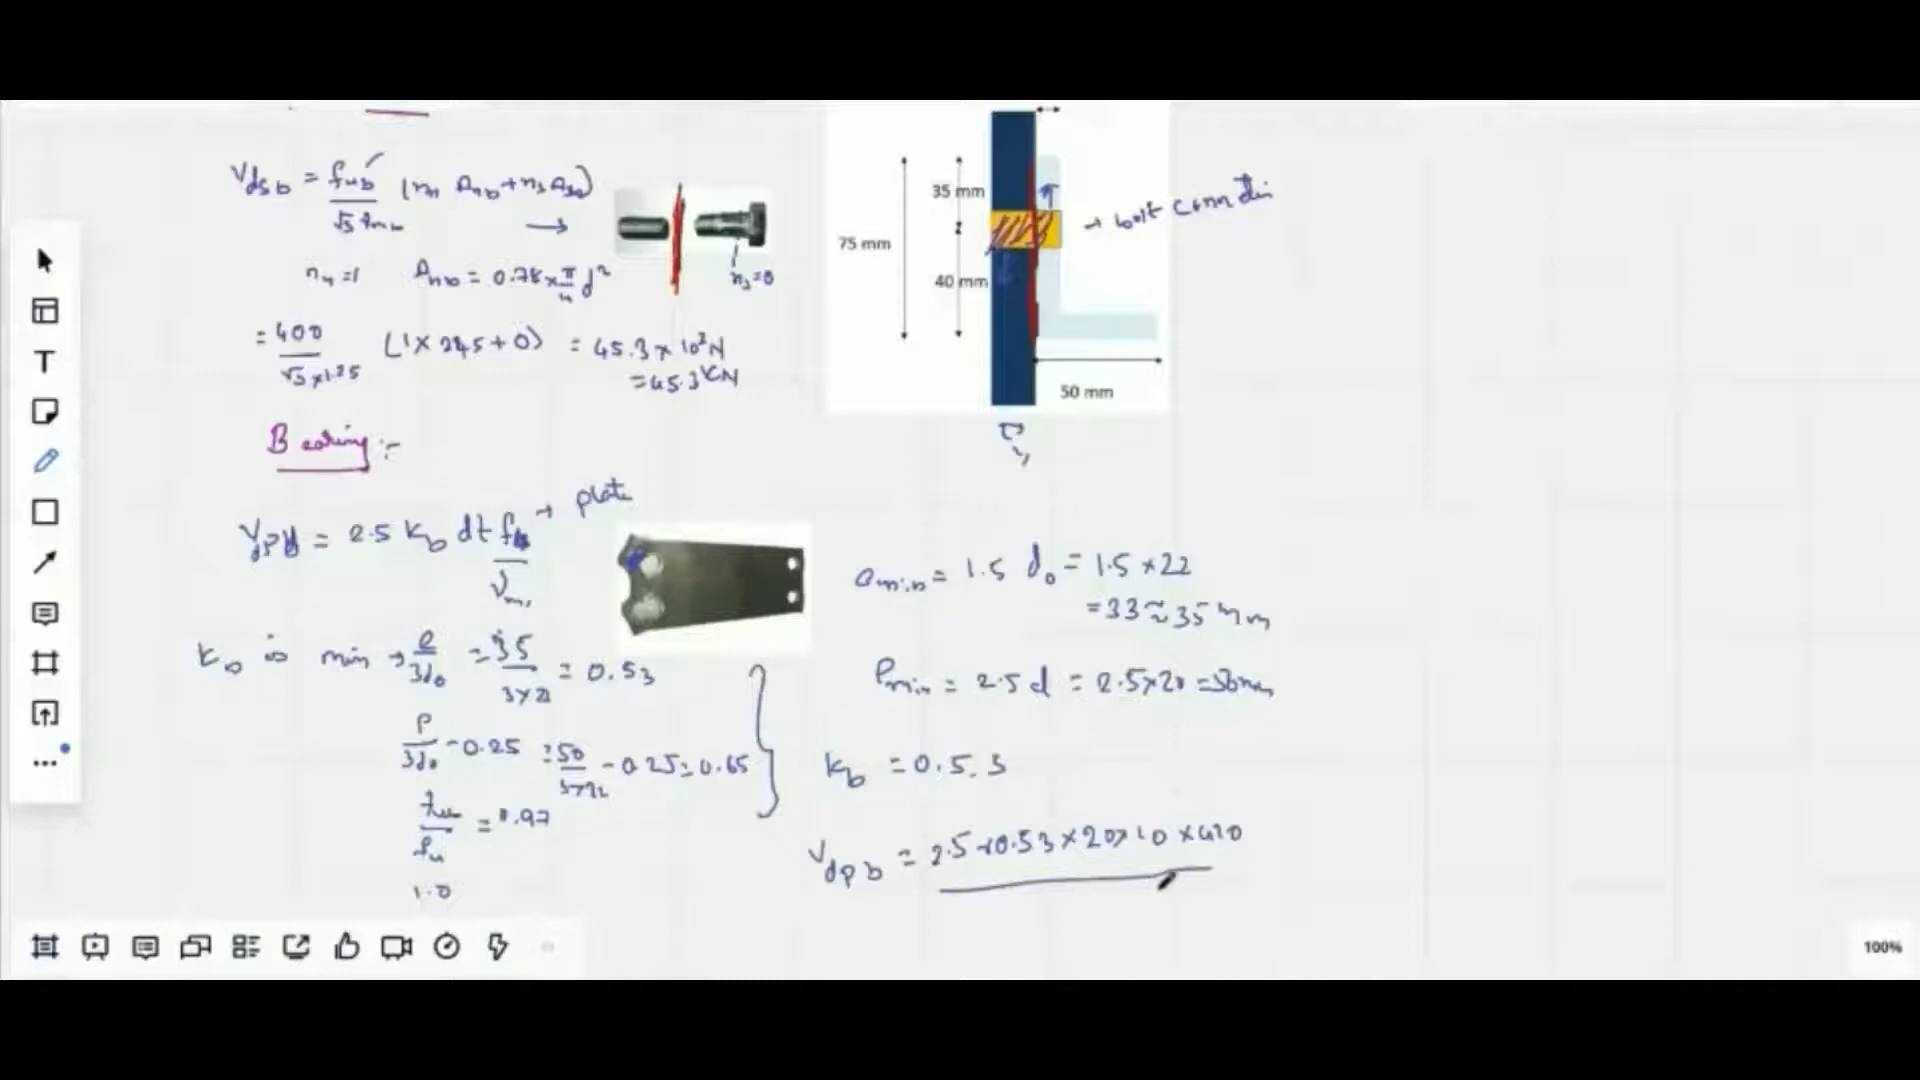 Vdsb = fub / √3 γmb (nn Anb + ns Asb) →
nn = 1 Anb = 0.78 × π/4 d² ns = 0
= 400 / √3 × 1.25 (1 × 245 + 0) = 45.3 × 10³ N
= 45.3 KN
35 mm
75 mm
40 mm
50 mm
→ bolt
Bearing :-
Vdpb = 2.5 kb dt fu / γm1 → plate
kb is min → e / 3d₀ = 35 / 3×22 = 0.53
p / 3d₀ - 0.25 = 50 / 3×22 - 0.25 = 0.65
fub / fu = 0.97
1.0
emin = 1.5 d₀ = 1.5 × 22
= 33 ≈ 35 mm
Pmin = 2.5 d = 2.5 × 20 = 50mm
kb = 0.5.3
Vdpb = 2.5 × 0.53 × 20 × 10 × 410
T
100%